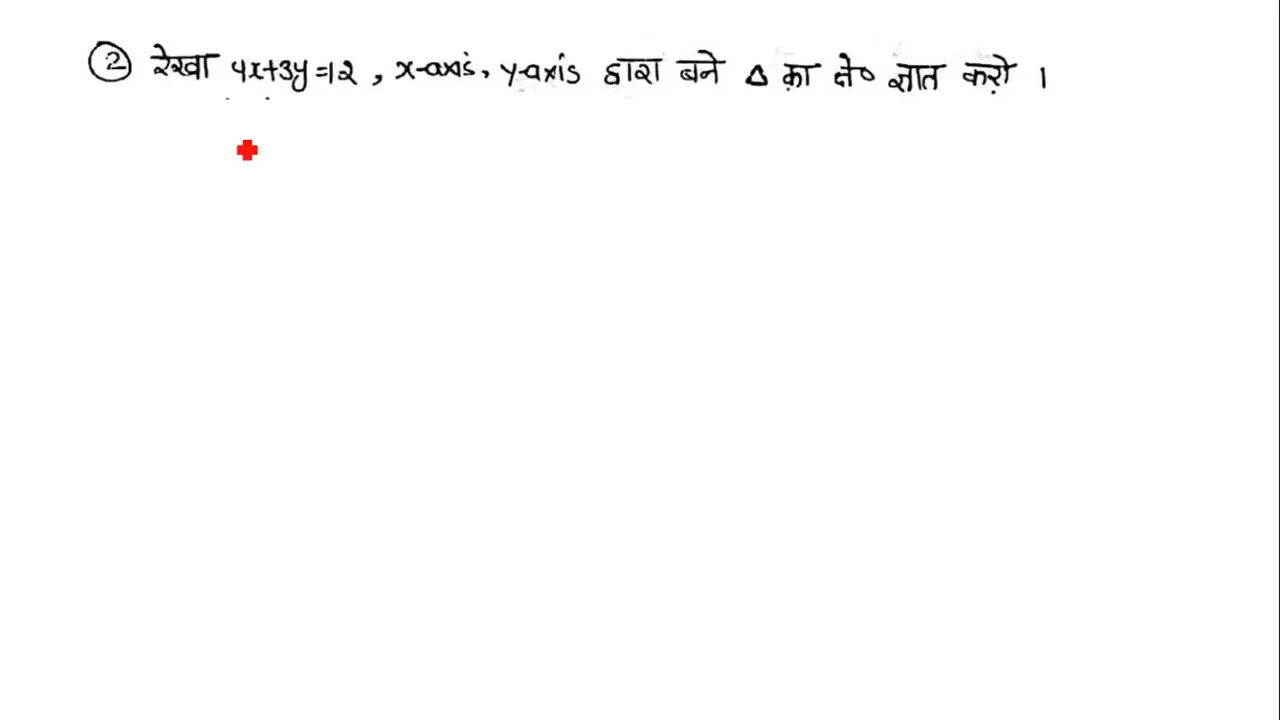 ② रेखा 4x+3y=12, x-axis, y-axis द्वारा बने Δ का क्षे० ज्ञात करो ।